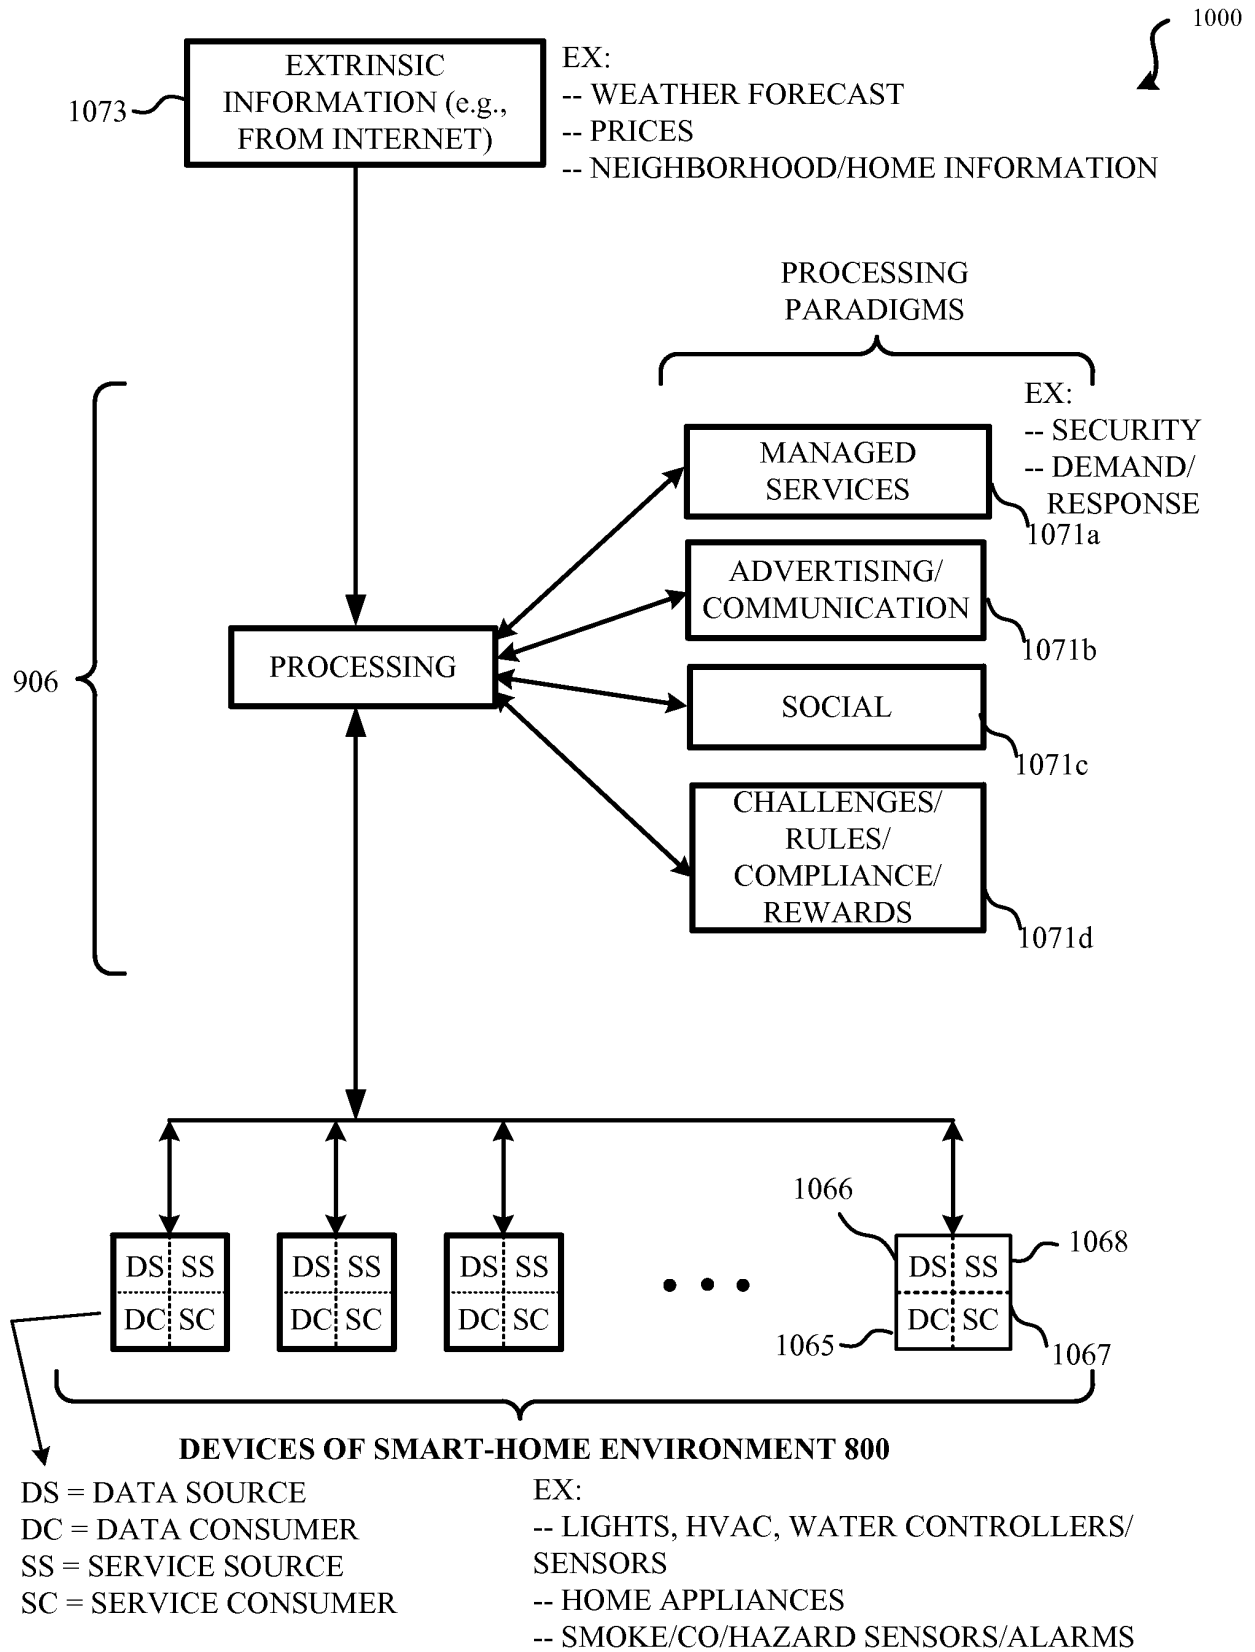 1000
EXTRINSIC
INFORMATION (e.g.,
FROM INTERNET)
1073
EX:
-- WEATHER FORECAST
-- PRICES
-- NEIGHBORHOOD/HOME INFORMATION
PROCESSING
PARADIGMS
EX:
-- SECURITY
-- DEMAND/
RESPONSE
MANAGED
SERVICES
1071a
ADVERTISING/
COMMUNICATION
1071b
906
PROCESSING
SOCIAL
1071c
CHALLENGES/
RULES/
COMPLIANCE/
REWARDS
1071d
1066
1068
DS SS
DC SC
DS SS
DC SC
DS SS
DC SC
DS SS
DC SC
1065
1067
DEVICES OF SMART-HOME ENVIRONMENT 800
DS = DATA SOURCE
DC = DATA CONSUMER
SS = SERVICE SOURCE
SC = SERVICE CONSUMER
EX:
-- LIGHTS, HVAC, WATER CONTROLLERS/
SENSORS
-- HOME APPLIANCES
-- SMOKE/CO/HAZARD SENSORS/ALARMS